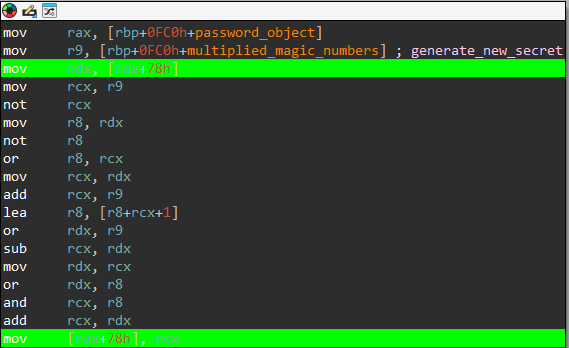 mov rax, [rbp+0FC0h+password_object]
mov r9, [rbp+0FC0h+multiplied_magic_numbers] ; generate_new_secret
mov rdx, [rax+78h]
mov rcx, r9
not rcx
mov r8, rdx
not r8
or r8, rcx
mov rcx, rdx
add rcx, r9
lea r8, [r8+rcx+1]
or rdx, r9
sub rcx, rdx
mov rdx, rcx
or rdx, r8
and rcx, r8
add rcx, rdx
mov [rax+78h], rcx